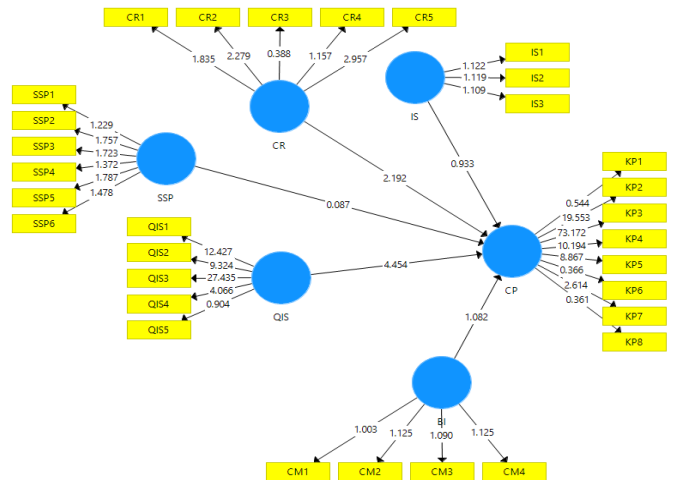 CR1
CR2
CR3
CR4
CR5
1.835
2.279
0.388
1.157
2.957
CR
IS1
IS2
IS3
1.122
1.119
1.109
IS
SSP1
SSP2
SSP3
SSP4
SSP5
SSP6
1.229
1.757
1.723
1.372
1.787
1.478
SSP
2.192
0.933
0.087
4.454
1.082
QIS1
QIS2
QIS3
QIS4
QIS5
12.427
9.324
27.435
4.066
0.904
QIS
CP
0.544
19.553
73.172
10.194
8.867
0.366
2.614
0.361
KP1
KP2
KP3
KP4
KP5
KP6
KP7
KP8
BI
1.003
1.125
1.090
1.125
CM1
CM2
CM3
CM4